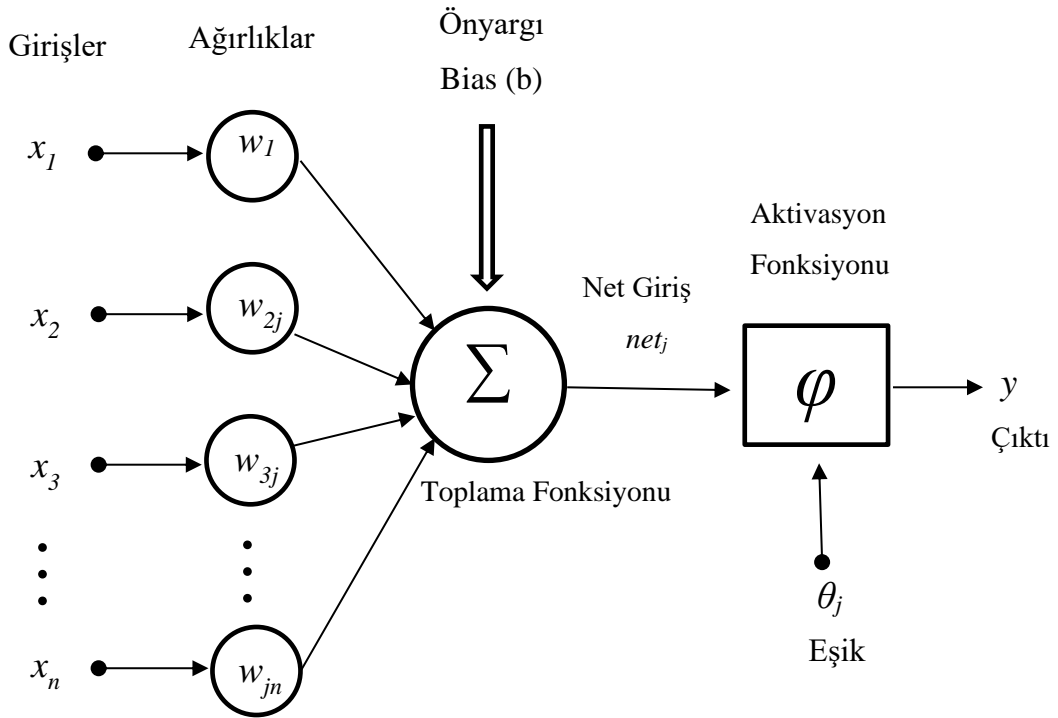 Girişler
Ağırlıklar
Önyargı
Bias (b)
x1
w1
x2
w2j
x3
w3j
xn
wjn
Σ
Toplama Fonksiyonu
Net Giriş
netj
Aktivasyon
Fonksiyonu
φ
y
Çıktı
θj
Eşik